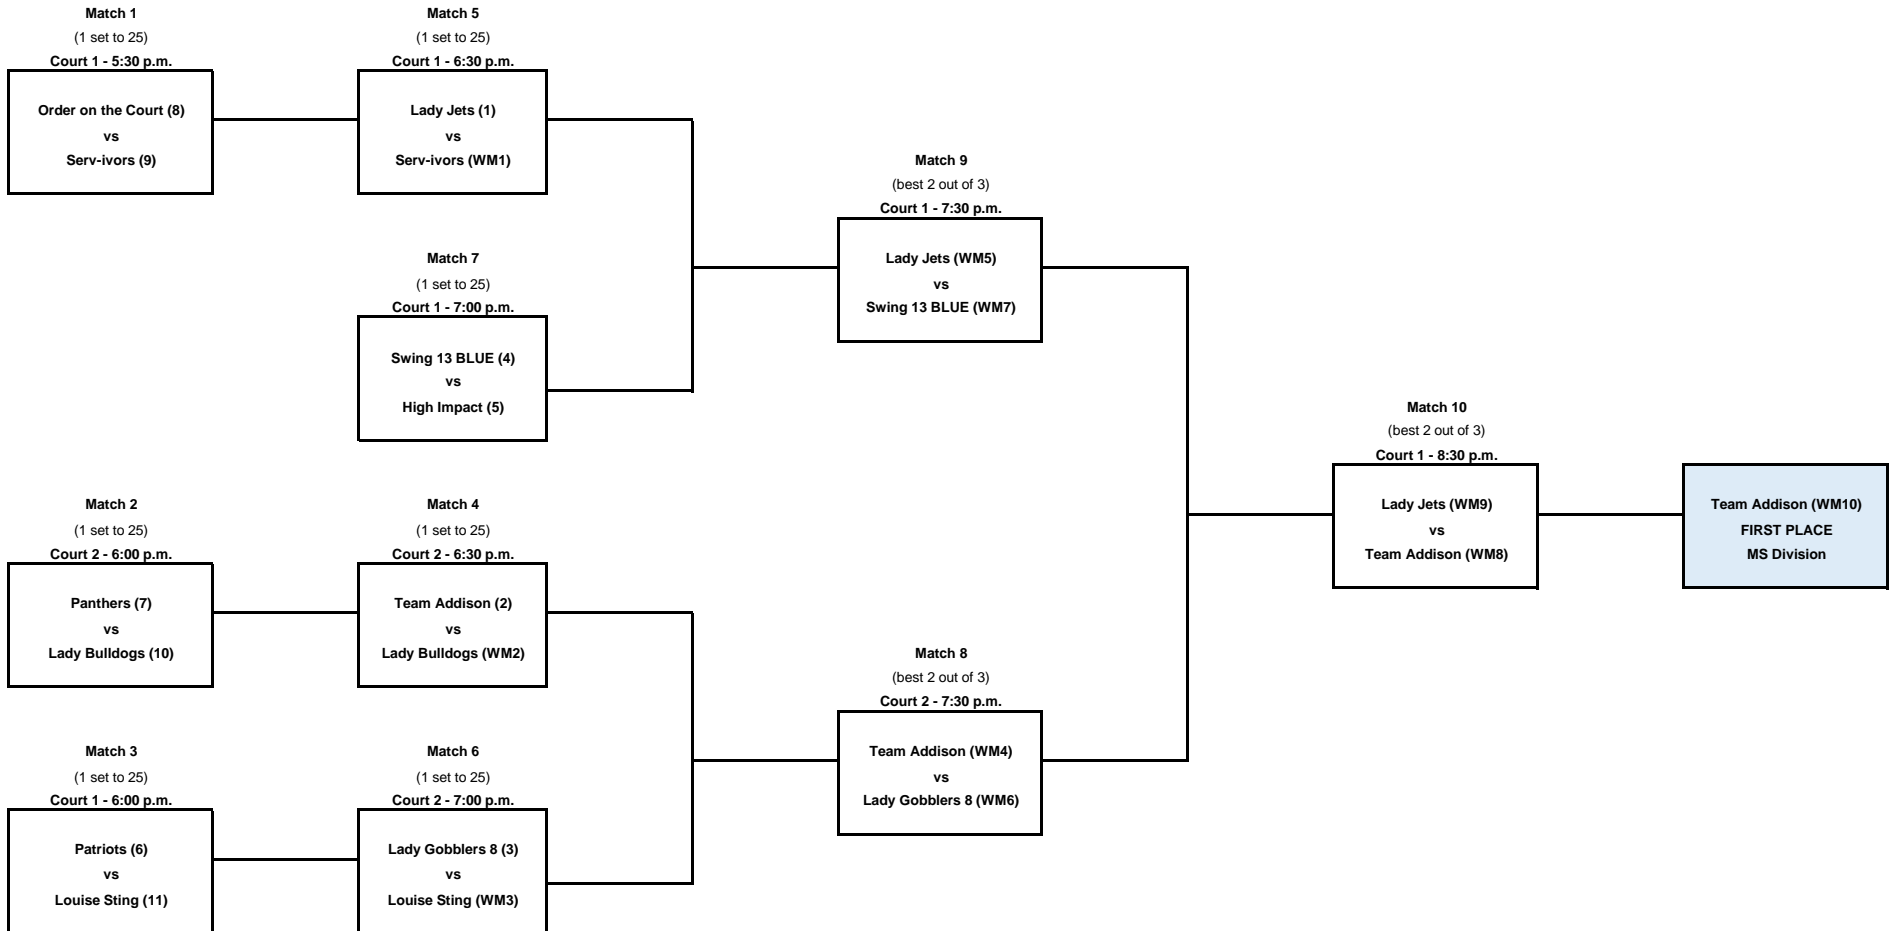 Match 1
(1 set to 25)
Court 1 - 5:30 p.m.
Order on the Court (8)
vs
Serv-ivors (9)
Match 5
(1 set to 25)
Court 1 - 6:30 p.m.
Lady Jets (1)
vs
Serv-ivors (WM1)
Match 9
(best 2 out of 3)
Court 1 - 7:30 p.m.
Lady Jets (WM5)
vs
Swing 13 BLUE (WM7)
Match 7
(1 set to 25)
Court 1 - 7:00 p.m.
Swing 13 BLUE (4)
vs
High Impact (5)
Match 10
(best 2 out of 3)
Court 1 - 8:30 p.m.
Lady Jets (WM9)
vs
Team Addison (WM8)
Team Addison (WM10)
FIRST PLACE
MS Division
Match 2
(1 set to 25)
Court 2 - 6:00 p.m.
Panthers (7)
vs
Lady Bulldogs (10)
Match 4
(1 set to 25)
Court 2 - 6:30 p.m.
Team Addison (2)
vs
Lady Bulldogs (WM2)
Match 8
(best 2 out of 3)
Court 2 - 7:30 p.m.
Team Addison (WM4)
vs
Lady Gobblers 8 (WM6)
Match 3
(1 set to 25)
Court 1 - 6:00 p.m.
Patriots (6)
vs
Louise Sting (11)
Match 6
(1 set to 25)
Court 2 - 7:00 p.m.
Lady Gobblers 8 (3)
vs
Louise Sting (WM3)